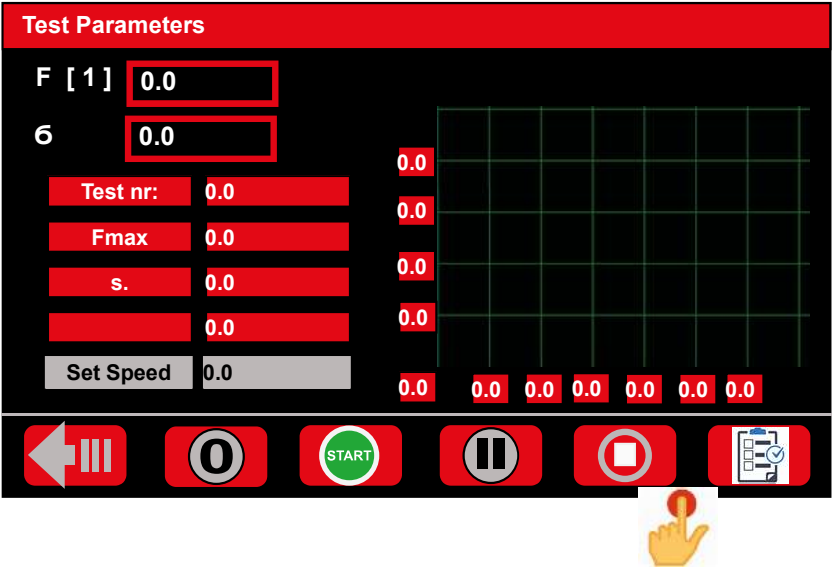 Test Parameters
F [ 1 ] 0.0
б 0.0
Test nr: 0.0
Fmax 0.0
s. 0.0
0.0
Set Speed 0.0
0.0
0.0
0.0
0.0
0.0
0.0 0.0 0.0 0.0 0.0 0.0
0
START